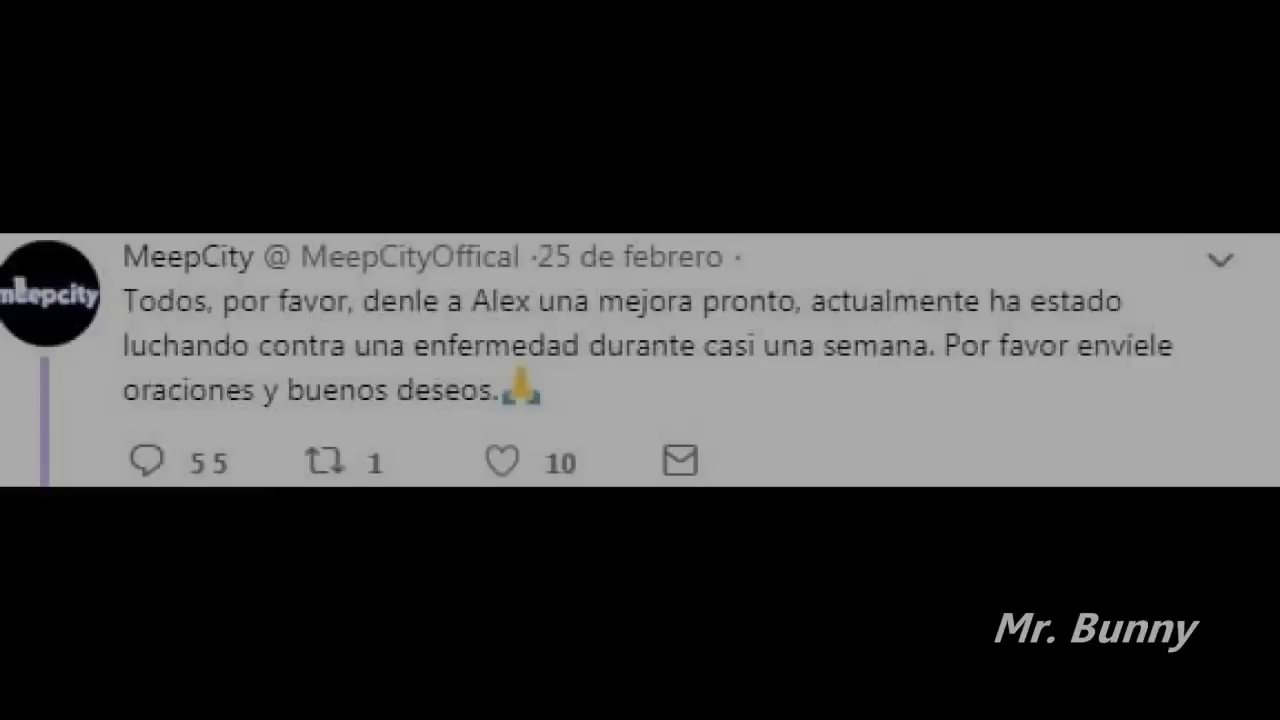 MeepCity @ MeepCityOffical ·25 de febrero ·
meepcity
Todos, por favor, denle a Alex una mejora pronto, actualmente ha estado
luchando contra una enfermedad durante casi una semana. Por favor envíele
oraciones y buenos deseos.🙏
55 1 10
Mr. Bunny